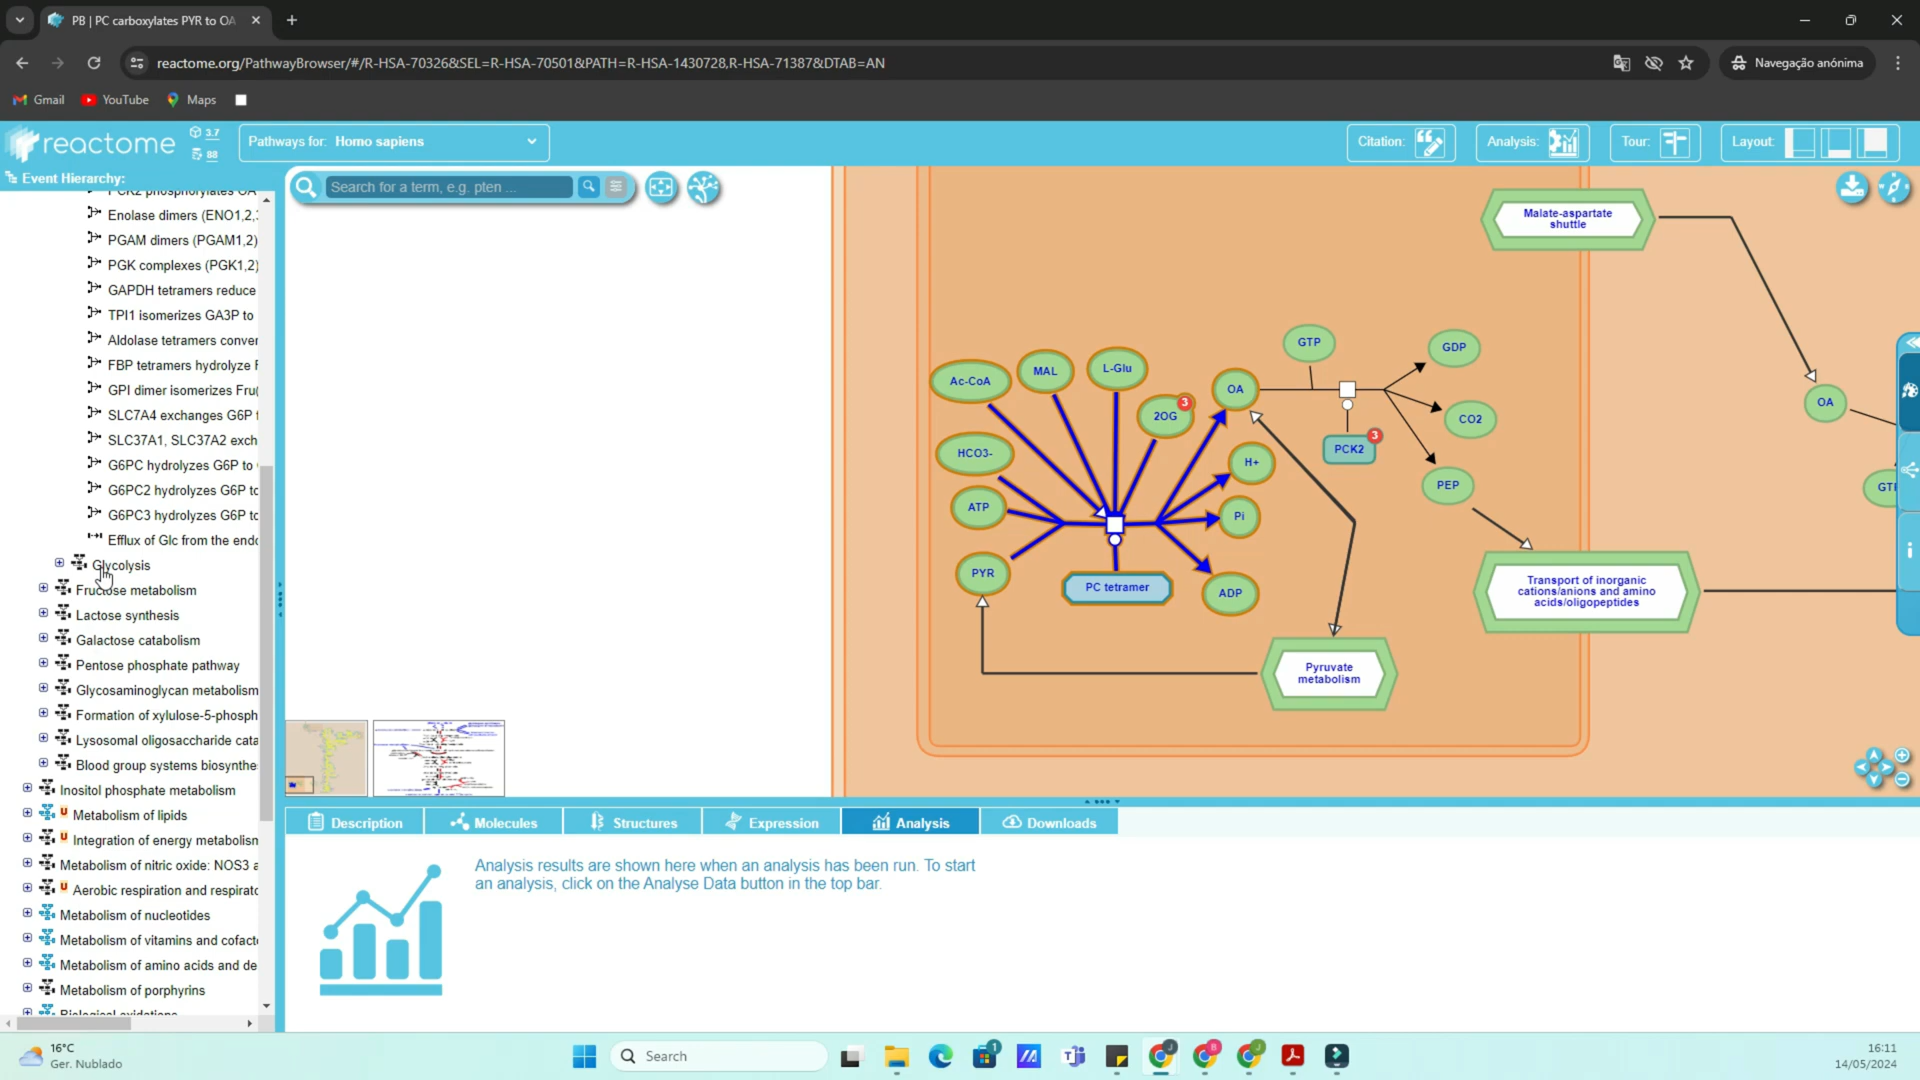 PB | PC carboxylates PYR to OA
reactome.org/PathwayBrowser/#/R-HSA-70326&SEL=R-HSA-70501&PATH=R-HSA-1430728,R-HSA-71387&DTAB=AN
Navegação anónima
Gmail
YouTube
Maps
reactome
3.7
88
Pathways for: Homo sapiens
Citation:
Analysis:
Tour:
Layout:
Event Hierarchy:
PCK2 phosphorylates OA
Enolase dimers (ENO1,2,
PGAM dimers (PGAM1,2)
PGK complexes (PGK1,2)
GAPDH tetramers reduce
TPI1 isomerizes GA3P to
Aldolase tetramers conver
FBP tetramers hydrolyze
GPI dimer isomerizes Fru(
SLC7A4 exchanges G6P
SLC37A1, SLC37A2 exch
G6PC hydrolyzes G6P to
G6PC2 hydrolyzes G6P to
G6PC3 hydrolyzes G6P to
Efflux of Glc from the endo
Glycolysis
Fructose metabolism
Lactose synthesis
Galactose catabolism
Pentose phosphate pathway
Glycosaminoglycan metabolism
Formation of xylulose-5-phosph
Lysosomal oligosaccharide cata
Blood group systems biosynthe
Inositol phosphate metabolism
U Metabolism of lipids
U Integration of energy metabolism
Metabolism of nitric oxide: NOS3 a
U Aerobic respiration and respirato
Metabolism of nucleotides
Metabolism of vitamins and cofacto
Metabolism of amino acids and de
Metabolism of porphyrins
Biological oxidations
Search for a term, e.g. pten ...
Malate-aspartate
shuttle
Ac-CoA
MAL
L-Glu
2OG
3
OA
GTP
GDP
CO2
PCK2
3
PEP
HCO3-
ATP
PYR
H+
Pi
ADP
PC tetramer
Pyruvate
metabolism
Transport of inorganic
cations/anions and amino
acids/oligopeptides
OA
GTI
Description
Molecules
Structures
Expression
Analysis
Downloads
Analysis results are shown here when an analysis has been run. To start
an analysis, click on the Analyse Data button in the top bar.
16°C
Ger. Nublado
Search
1
16:11
14/05/2024